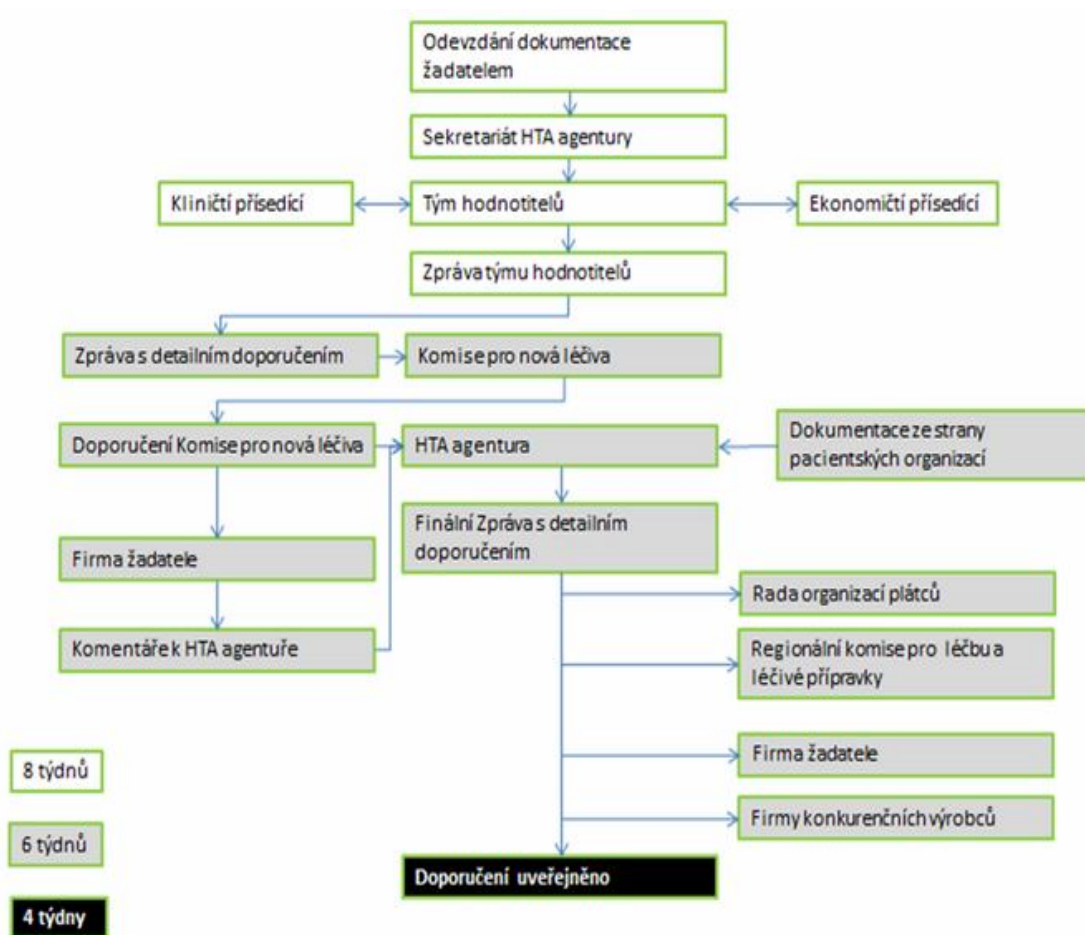 Odevzdání dokumentace
žadatelem
Sekretariát HTA agentury
Kliničtí přísedící
Tým hodnotitelů
Ekonomičtí přísedící
Zpráva týmu hodnotitelů
Zpráva s detailním doporučením
Komise pro nová léčiva
Doporučení Komise pro nová léčiva
HTA agentura
Dokumentace ze strany
pacientských organizací
Finální Zpráva s detailním
doporučením
Firma žadatele
Rada organizací plátců
Komentáře k HTA agentuře
Regionální komise pro léčbu a
léčivé přípravky
Firma žadatele
Firmy konkurenčních výrobců
Doporučení uveřejněno
8 týdnů
6 týdnů
4 týdny